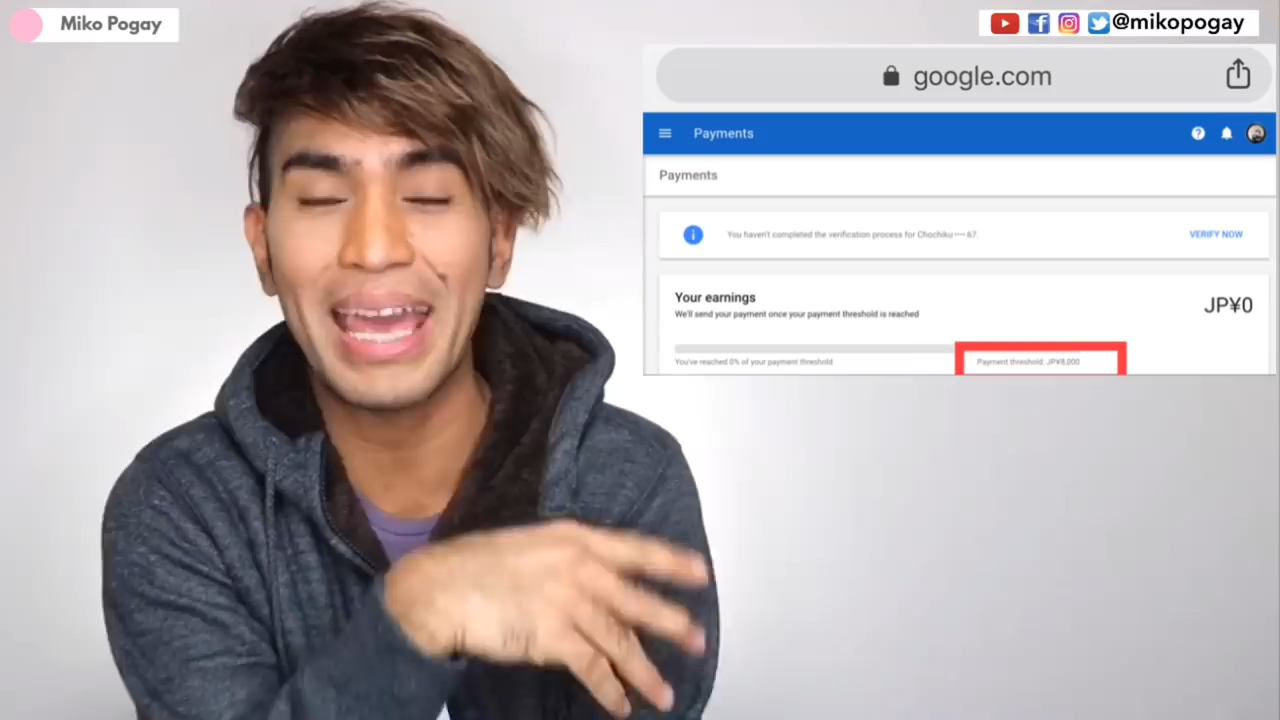 Miko Pogay
@mikopogay
google.com
Payments
Payments
You haven't completed the verification process for Chochiku •••• 67.
VERIFY NOW
Your earnings
JP¥0
We'll send your payment once your payment threshold is reached
You've reached 0% of your payment threshold
Payment threshold: JP¥8,000